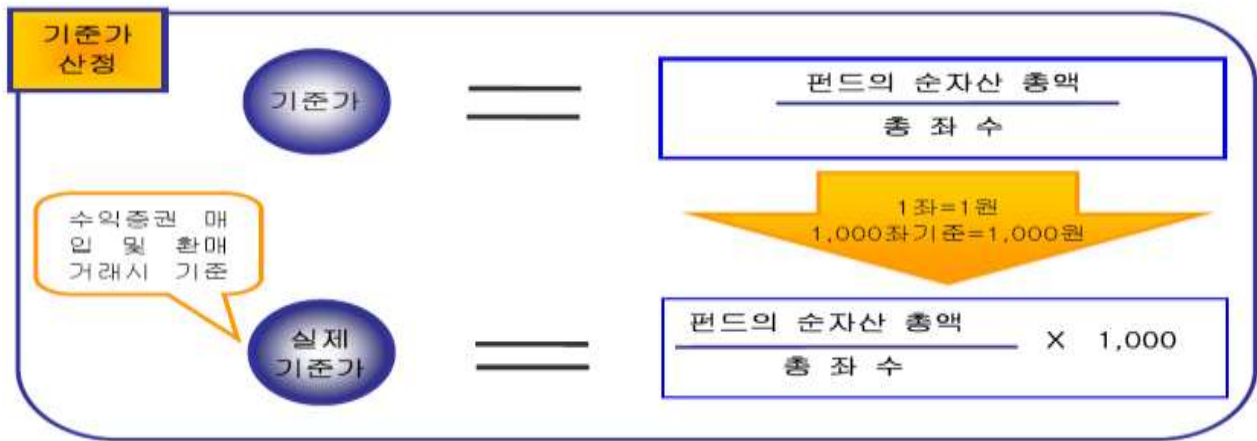 기준가
산정
기준가
펀드의 순자산 총액
총 좌 수
1좌=1원
1,000좌기준=1,000원
수익증권 매
입 및 환매
거래시 기준
실제
기준가
펀드의 순자산 총액
총 좌 수
X 1,000